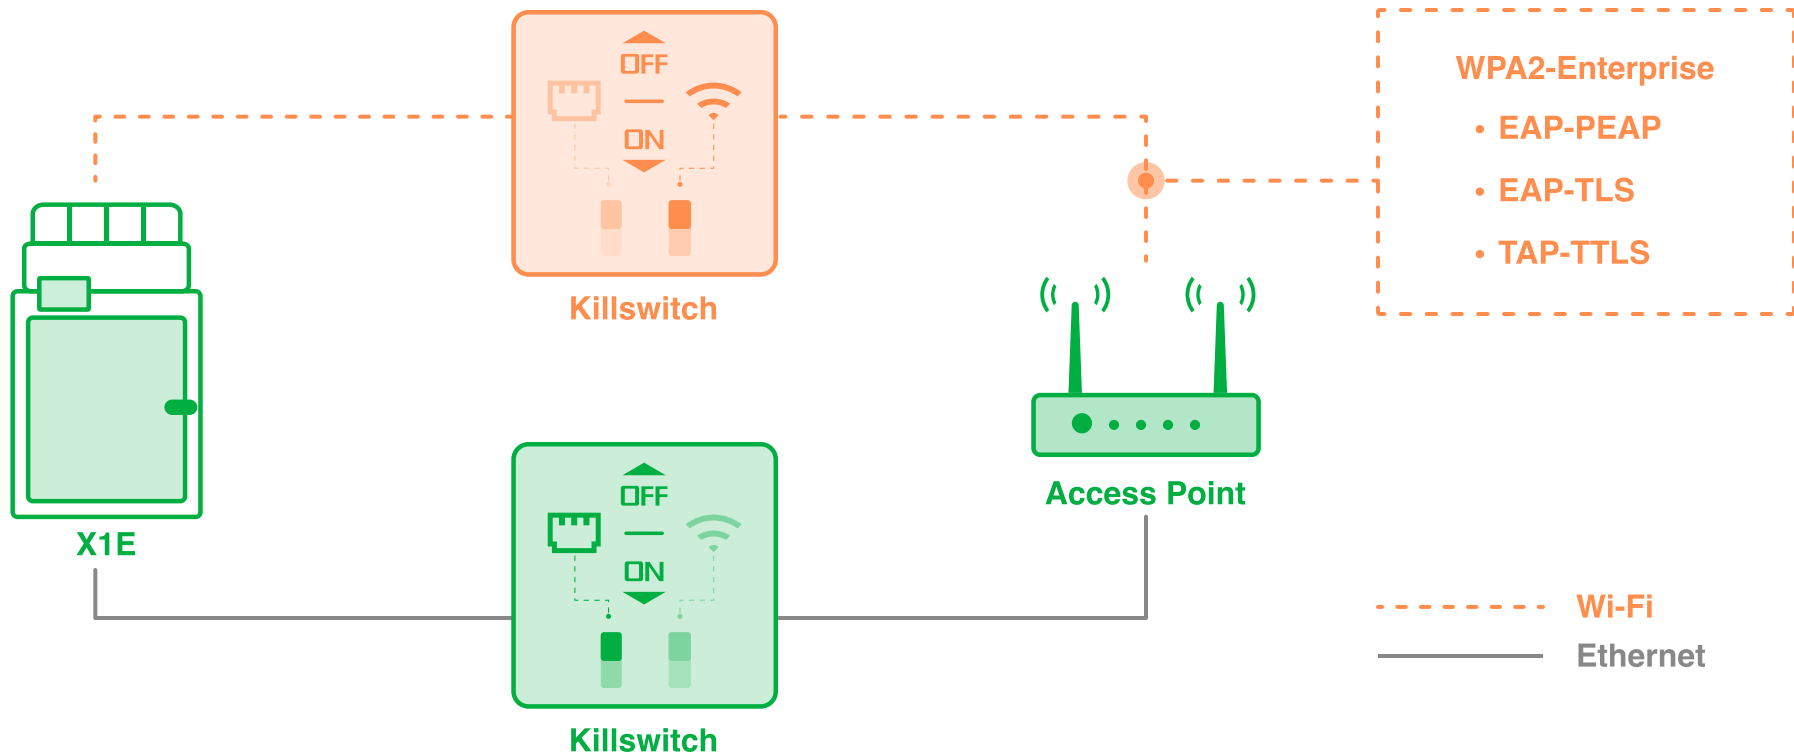 OFF
ON
Killswitch
WPA2-Enterprise
• EAP-PEAP
• EAP-TLS
• TAP-TTLS
X1E
OFF
ON
Killswitch
Access Point
Wi-Fi
Ethernet